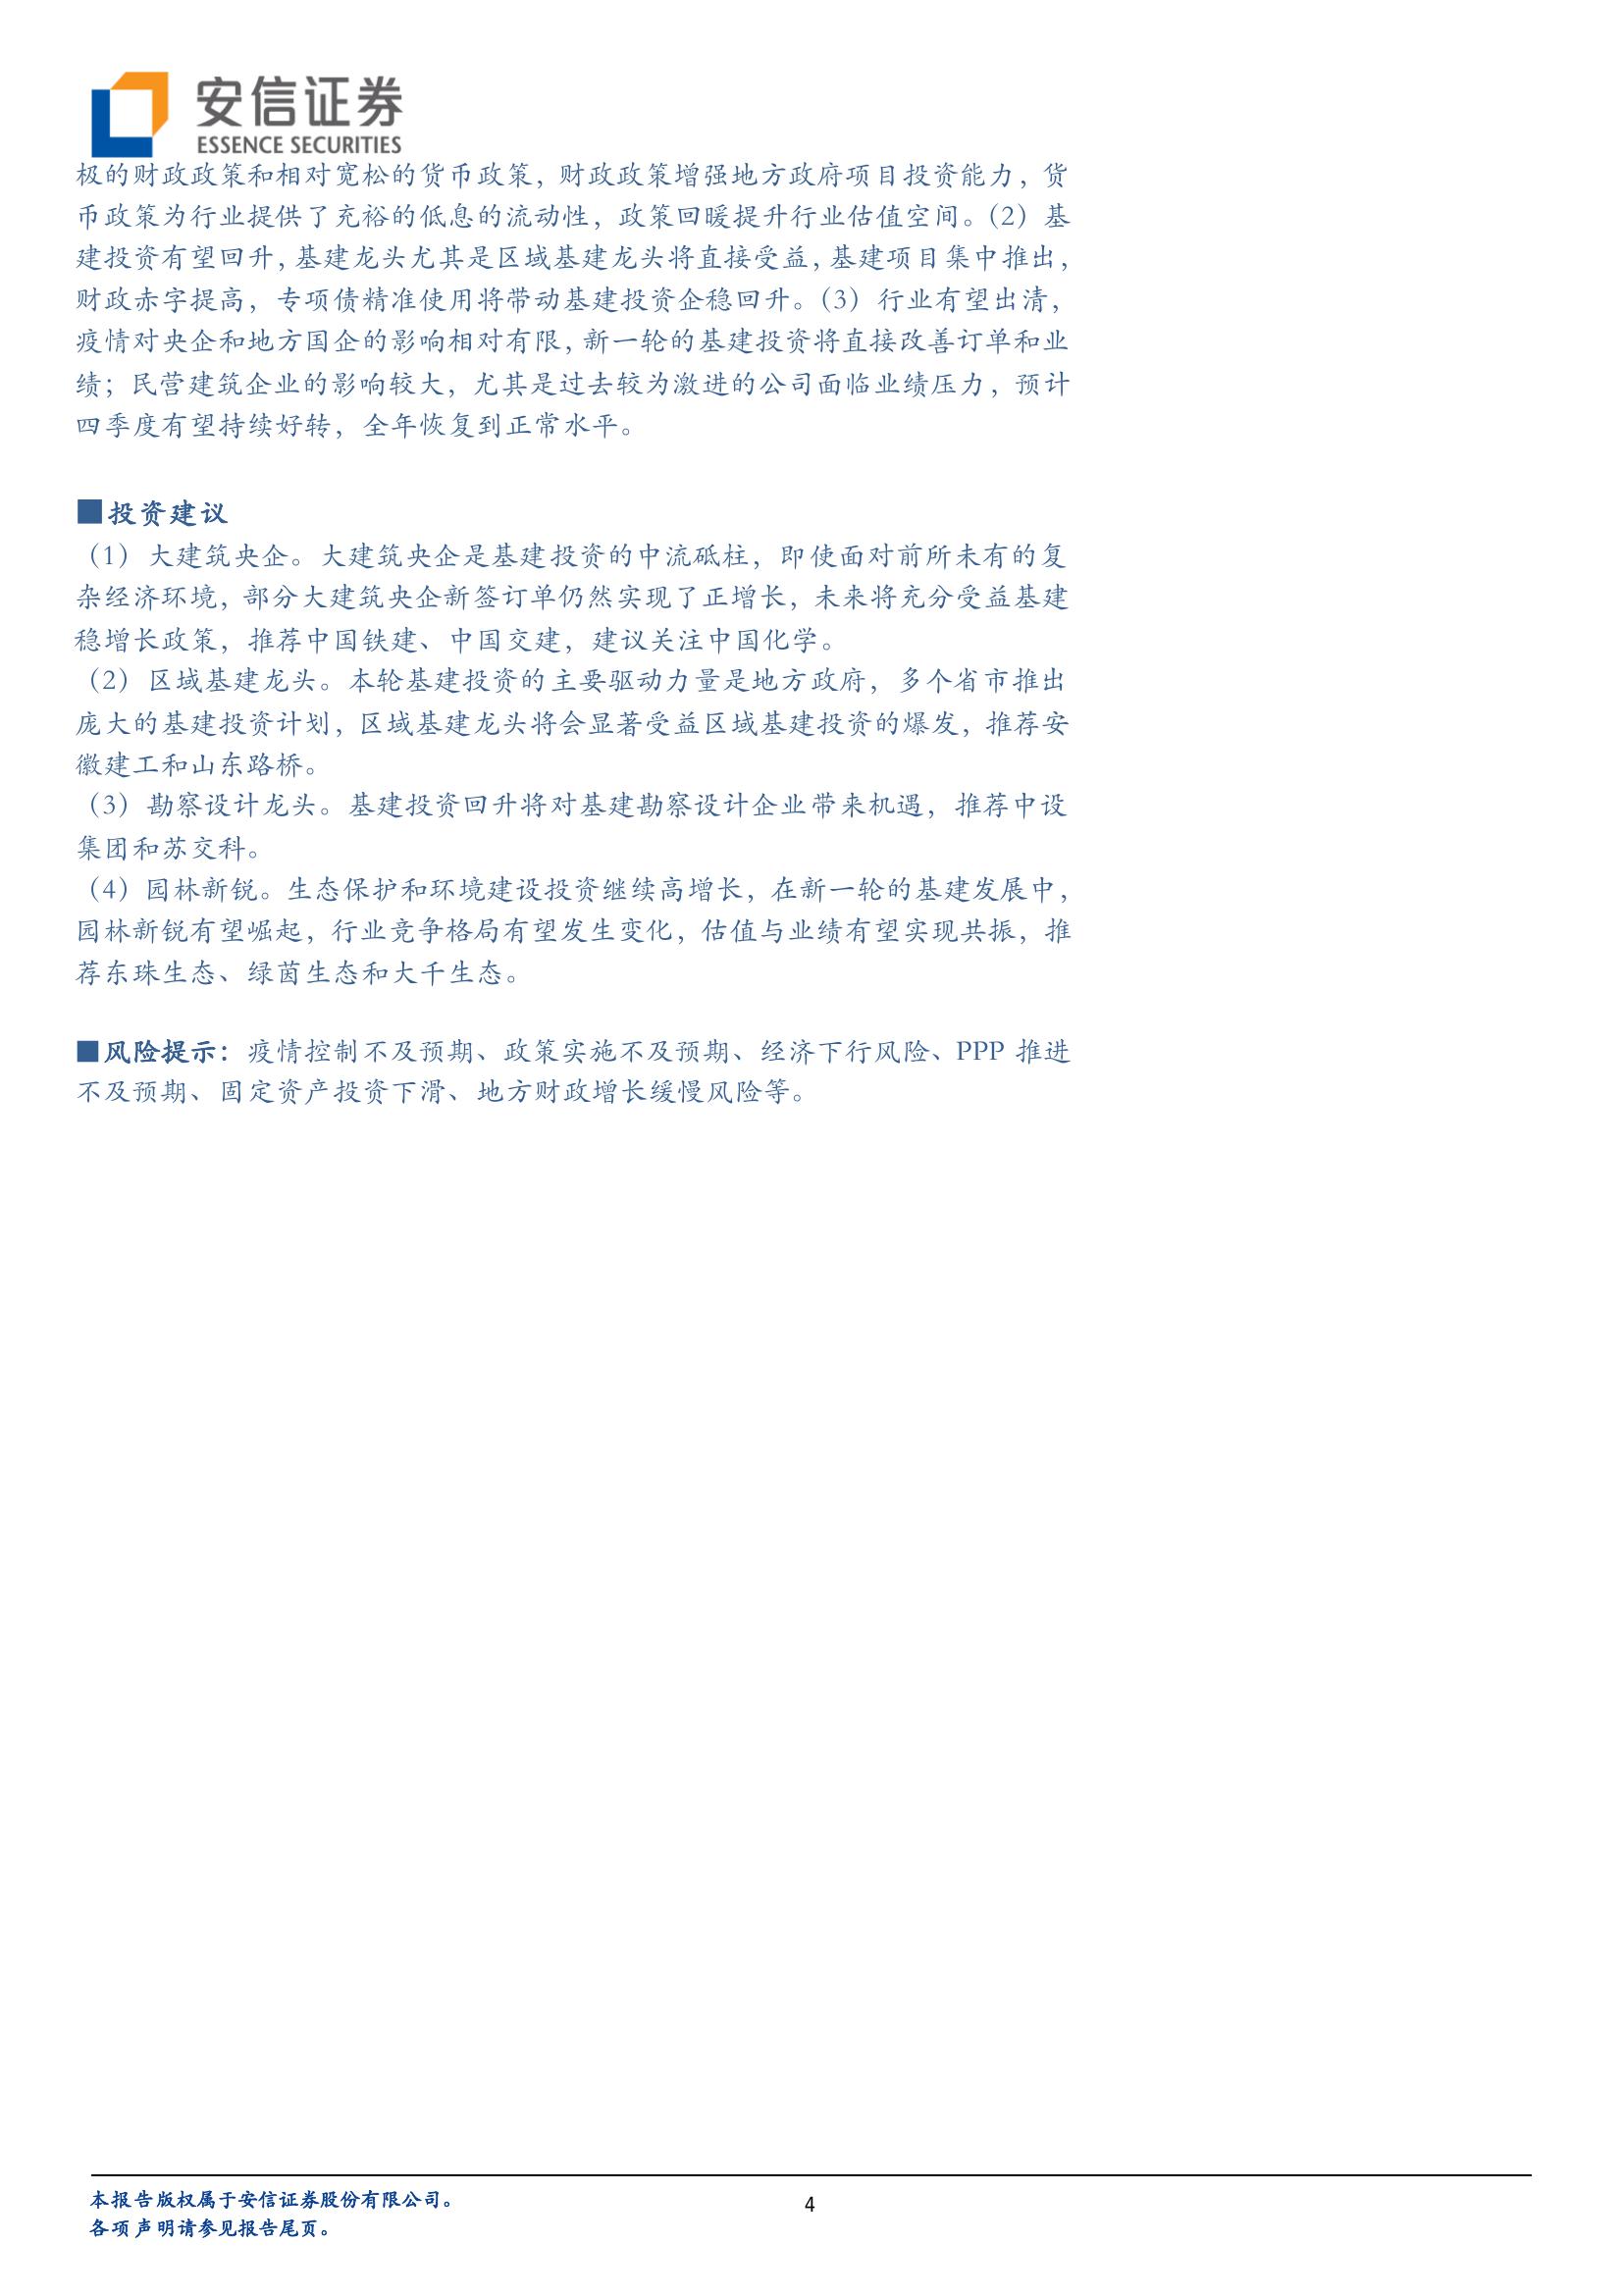 安信证券
ESSENCE SECURITIES
极的财政政策和相对宽松的货币政策，财政政策增强地方政府项目投资能力，货
币政策为行业提供了充裕的低息的流动性，政策回暖提升行业估值空间。（2）基
建投资有望回升，基建龙头尤其是区域基建龙头将直接受益，基建项目集中推出，
财政赤字提高，专项债精准使用将带动基建投资企稳回升。（3）行业有望出清，
疫情对央企和地方国企的影响相对有限，新一轮的基建投资将直接改善订单和业
绩；民营建筑企业的影响较大，尤其是过去较为激进的公司面临业绩压力，预计
四季度有望持续好转，全年恢复到正常水平。
■投资建议
（1）大建筑央企。大建筑央企是基建投资的中流砥柱，即使面对前所未有的复
杂经济环境，部分大建筑央企新签订单仍然实现了正增长，未来将充分受益基建
稳增长政策，推荐中国铁建、中国交建，建议关注中国化学。
（2）区域基建龙头。本轮基建投资的主要驱动力量是地方政府，多个省市推出
庞大的基建投资计划，区域基建龙头将会显著受益区域基建投资的爆发，推荐安
徽建工和山东路桥。
（3）勘察设计龙头。基建投资回升将对基建勘察设计企业带来机遇，推荐中设
集团和苏交科。
（4）园林新锐。生态保护和环境建设投资继续高增长，在新一轮的基建发展中，
园林新锐有望崛起，行业竞争格局有望发生变化，估值与业绩有望实现共振，推
荐东珠生态、绿茵生态和大千生态。
■风险提示：疫情控制不及预期、政策实施不及预期、经济下行风险、PPP 推进
不及预期、固定资产投资下滑、地方财政增长缓慢风险等。
本报告版权属于安信证券股份有限公司。
各项声明请参见报告尾页。
4